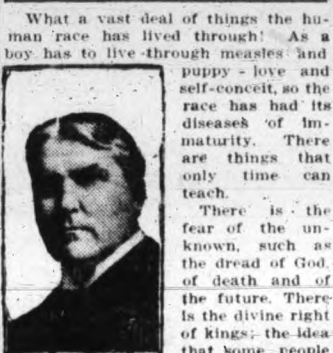 What a vast deal of things the hu-
man race has lived through! As a
boy has to live through measles and
puppy-love and
self-conceit, so the
race has had its
diseases of im-
maturity. There
are things that
only time can
teach.
There is the
fear of the un-
known, such as
the dread of God,
of death and of
the future. There
is the divine right
of kings; the idea
that some people